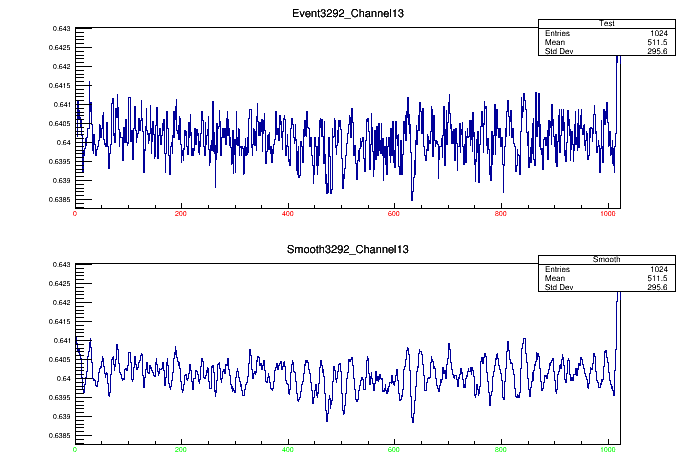 Event3292_Channel13
Test
Entries 1024
Mean 511.5
Std Dev 295.6
0.643
0.6425
0.642
0.6415
0.641
0.6405
0.64
0.6395
0.639
0.6385
0 200 400 600 800 1000
Smooth3292_Channel13
Smooth
Entries 1024
Mean 511.5
Std Dev 295.6
0.643
0.6425
0.642
0.6415
0.641
0.6405
0.64
0.6395
0.639
0.6385
0 200 400 600 800 1000